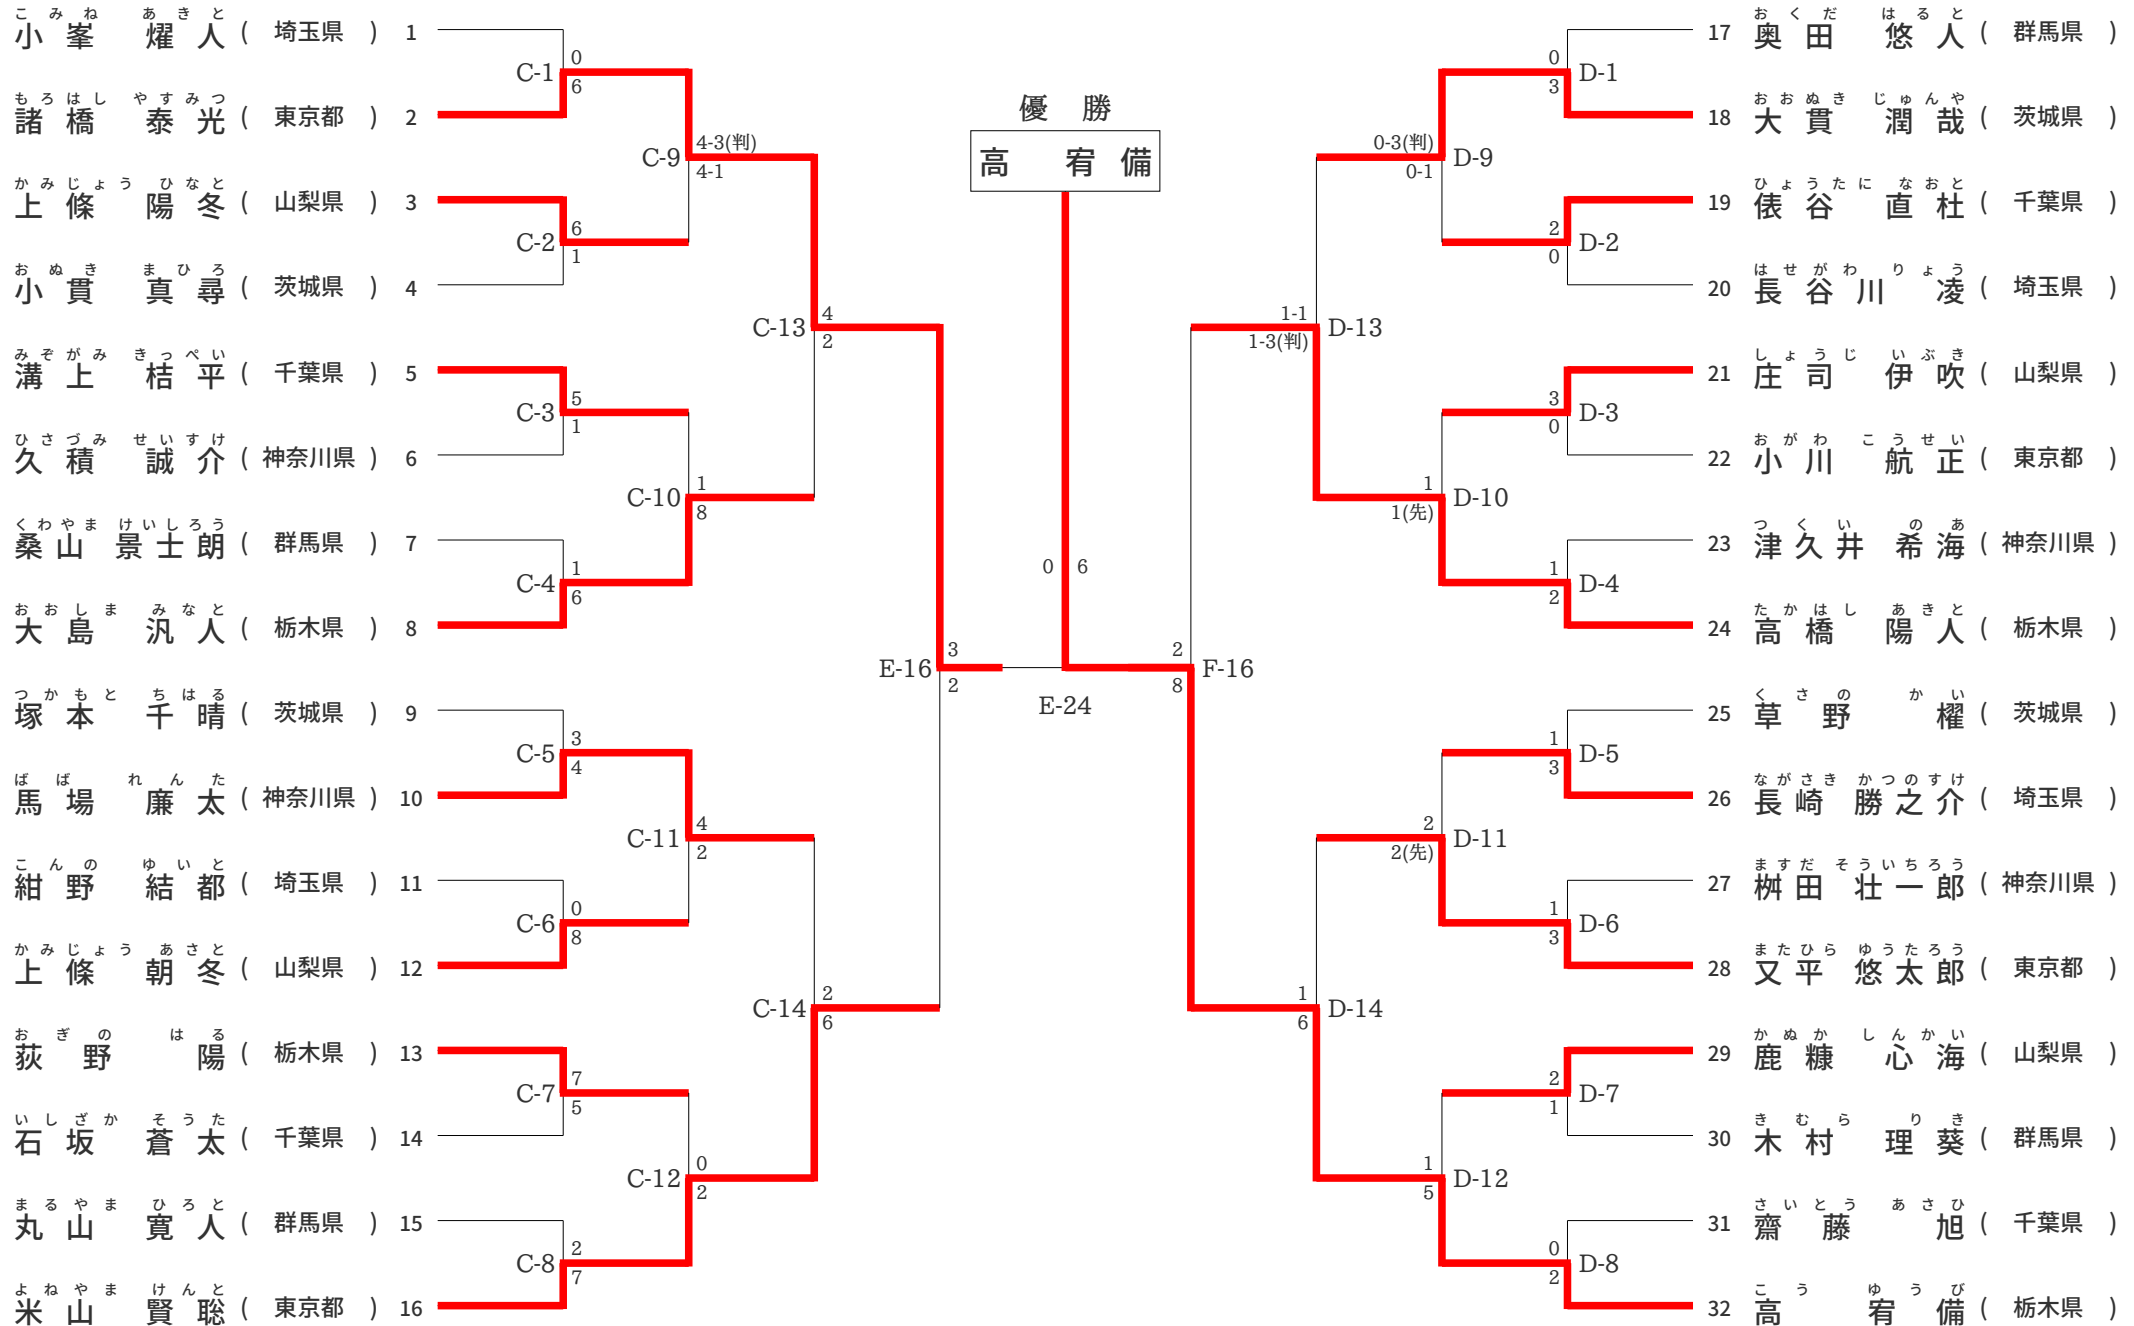 こみね あきと
小峯 燿人 ( 埼玉県 ) 1
もろはし やすみつ
諸橋 泰光 ( 東京都 ) 2
かみじょう ひなと
上條 陽冬 ( 山梨県 ) 3
おぬき まひろ
小貫 真尋 ( 茨城県 ) 4
みぞがみ きっぺい
溝上 桔平 ( 千葉県 ) 5
ひさづみ せいすけ
久積 誠介 ( 神奈川県 ) 6
くわやま けいしろう
桑山 景士朗 ( 群馬県 ) 7
おおしま みなと
大島 汎人 ( 栃木県 ) 8
つかもと ちはる
塚本 千晴 ( 茨城県 ) 9
ばば れんた
馬場 廉太 ( 神奈川県 ) 10
こんの ゆいと
紺野 結都 ( 埼玉県 ) 11
かみじょう あさと
上條 朝冬 ( 山梨県 ) 12
おぎの はる
荻野 陽 ( 栃木県 ) 13
いしざか そうた
石坂 蒼太 ( 千葉県 ) 14
まるやま ひろと
丸山 寛人 ( 群馬県 ) 15
よねやま けんと
米山 賢聡 ( 東京都 ) 16
0
C-1
6
6
C-2
1
5
C-3
1
1
C-4
6
3
C-5
4
0
C-6
8
7
C-7
5
2
C-8
7
4-3(判)
C-9
4-1
1
C-10
8
4
C-11
2
0
C-12
2
4
C-13
2
2
C-14
6
3
E-16
2
優勝
高 宥備
0 6
E-24
2
F-16
8
1-1
D-13
1-3(判)
1
D-14
6
0-3(判)
D-9
0-1
1
D-10
1(先)
2
D-11
2(先)
1
D-12
5
0
D-1
3
2
D-2
0
3
D-3
0
1
D-4
2
1
D-5
3
1
D-6
3
2
D-7
1
0
D-8
2
おくだ はると
17 奥田 悠人 ( 群馬県 )
おおぬき じゅんや
18 大貫 潤哉 ( 茨城県 )
ひょうたに なおと
19 俵谷 直杜 ( 千葉県 )
はせがわ りょう
20 長谷川 凌 ( 埼玉県 )
しょうじ いぶき
21 庄司 伊吹 ( 山梨県 )
おがわ こうせい
22 小川 航正 ( 東京都 )
つくい のあ
23 津久井 希海 ( 神奈川県 )
たかはし あきと
24 高橋 陽人 ( 栃木県 )
くさの かい
25 草野 櫂 ( 茨城県 )
ながさき かつのすけ
26 長崎 勝之介 ( 埼玉県 )
ますだ そういちろう
27 桝田 壮一郎 ( 神奈川県 )
またひら ゆうたろう
28 又平 悠太郎 ( 東京都 )
かぬか しんかい
29 鹿糠 心海 ( 山梨県 )
きむら りき
30 木村 理葵 ( 群馬県 )
さいとう あさひ
31 齋藤 旭 ( 千葉県 )
こう ゆうび
32 高 宥備 ( 栃木県 )